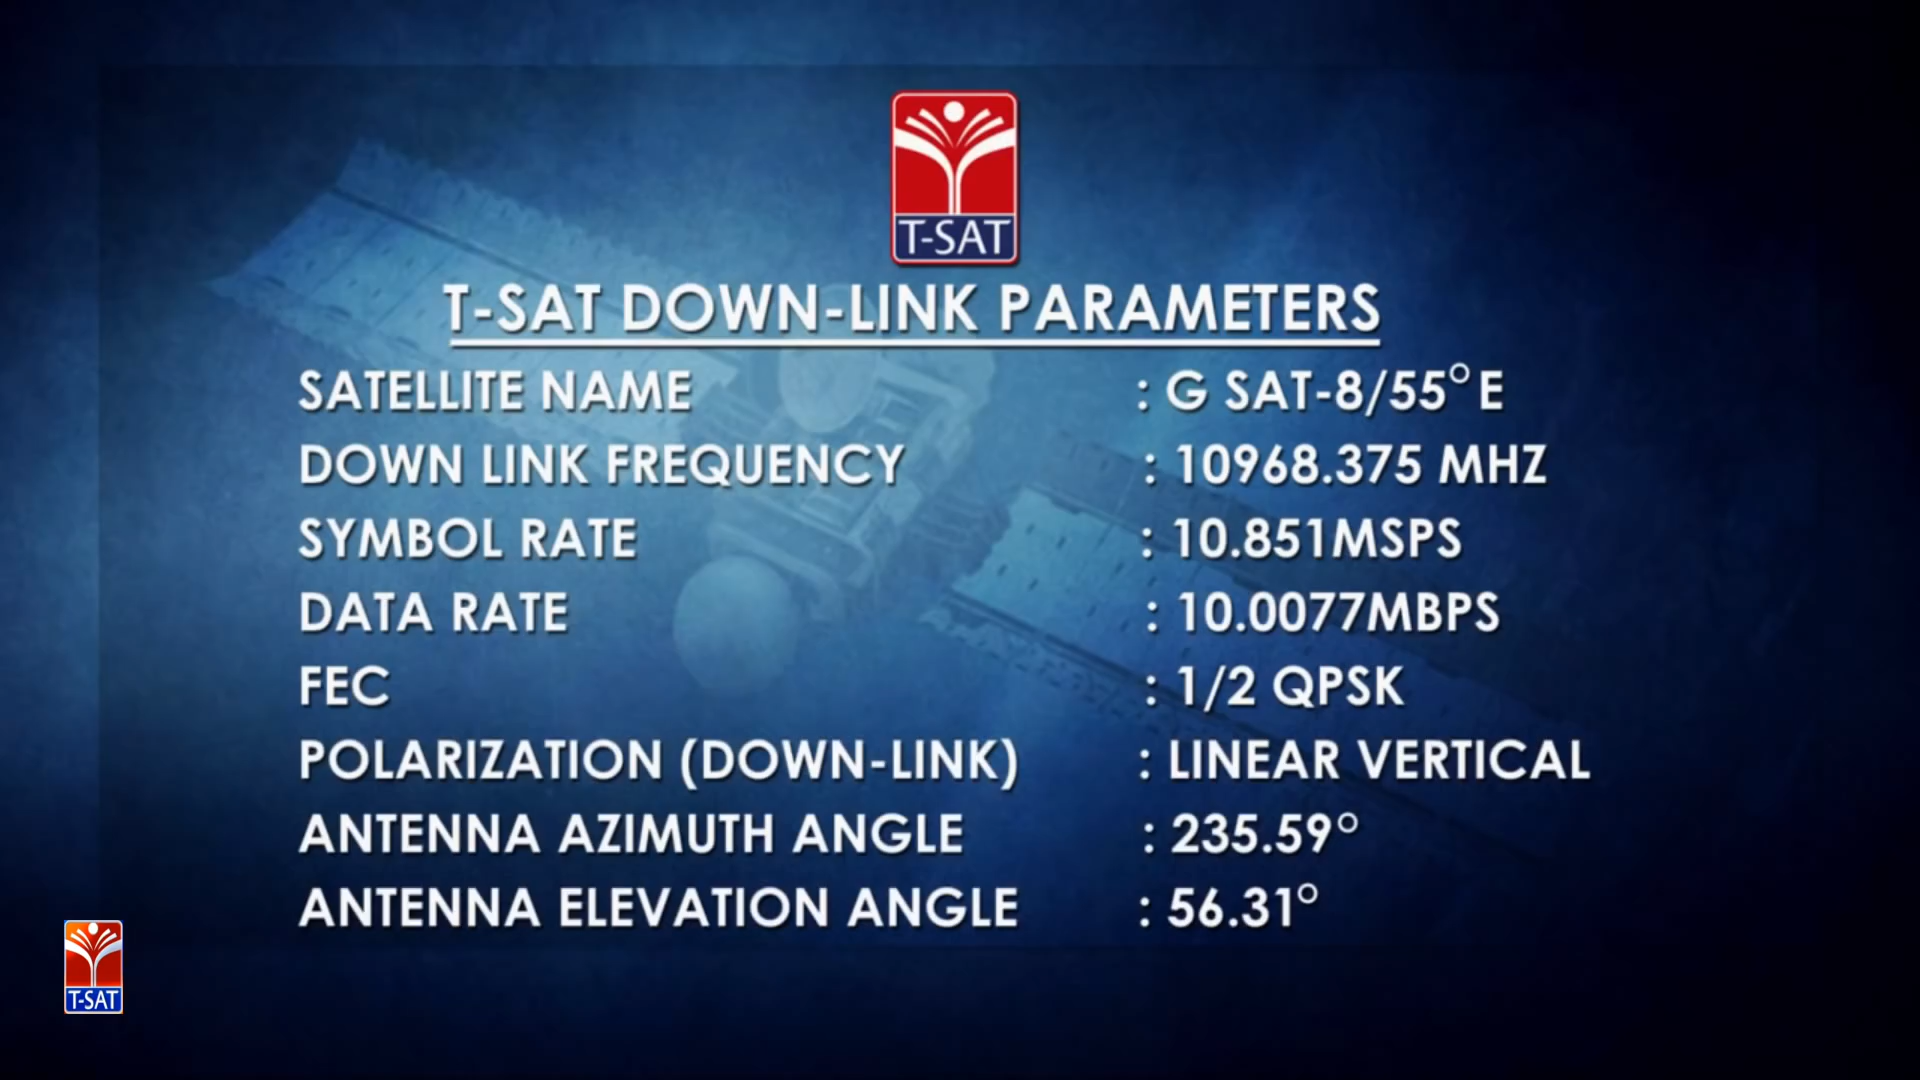 T-SAT
T-SAT DOWN-LINK PARAMETERS
SATELLITE NAME : G SAT-8/55° E
DOWN LINK FREQUENCY : 10968.375 MHZ
SYMBOL RATE : 10.851MSPS
DATA RATE : 10.0077MBPS
FEC : 1/2 QPSK
POLARIZATION (DOWN-LINK) : LINEAR VERTICAL
ANTENNA AZIMUTH ANGLE : 235.59°
ANTENNA ELEVATION ANGLE : 56.31°
T-SAT